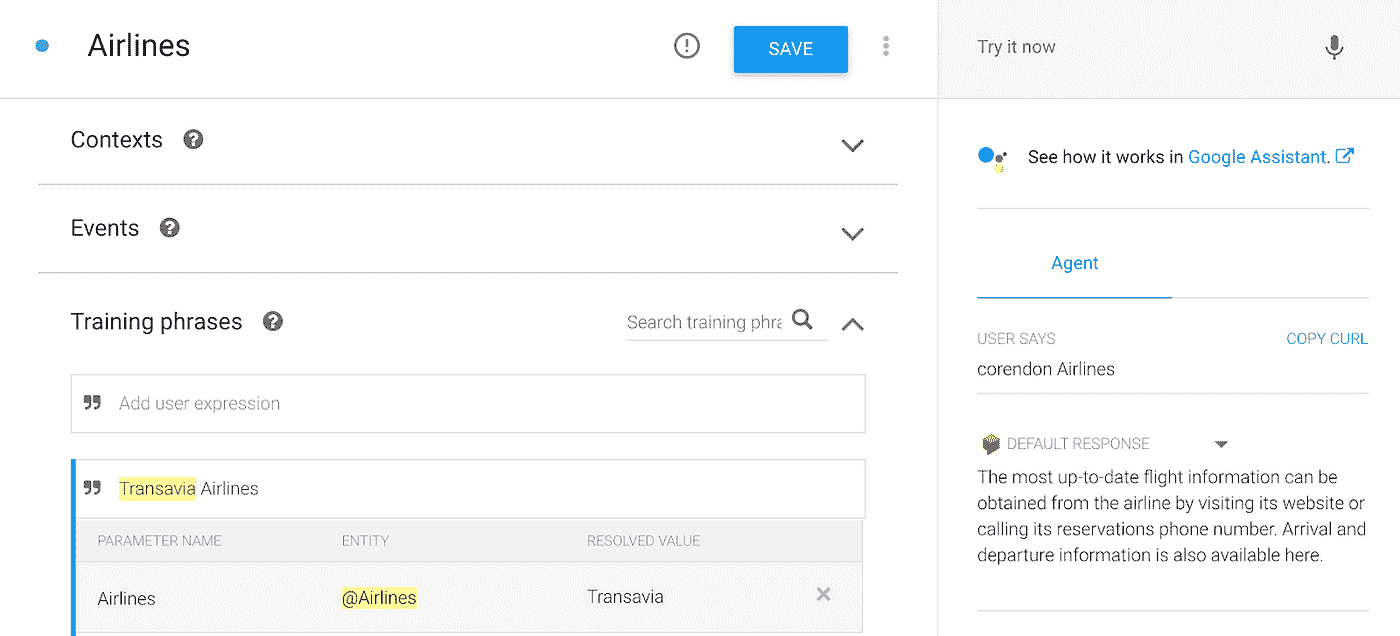 Airlines
SAVE
Contexts
Events
Training phrases
Search training phra
Add user expression
Transavia Airlines
PARAMETER NAME ENTITY RESOLVED VALUE
Airlines @Airlines Transavia
Try it now
See how it works in Google Assistant.
Agent
USER SAYS COPY CURL
corendon Airlines
DEFAULT RESPONSE
The most up-to-date flight information can be
obtained from the airline by visiting its website or
calling its reservations phone number. Arrival and
departure information is also available here.